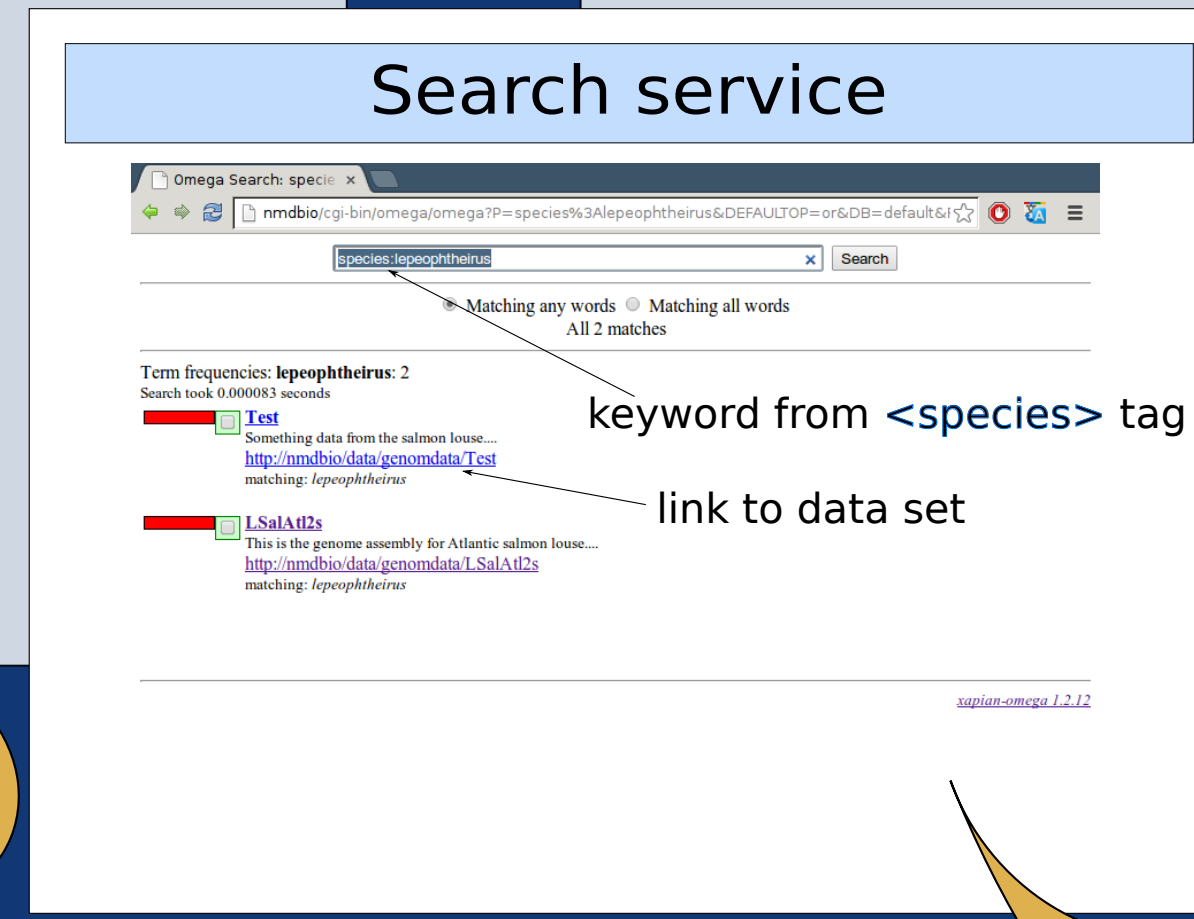 Search service
Omega Search: specie
nmdbio/cgi-bin/omega/omega?P=species%3Alepeophtheirus&DEFAULTOP=or&DB=default&
species:lepeophtheirus
Search
Matching any words Matching all words
All 2 matches
Term frequencies: lepeophtheirus: 2
Search took 0.000083 seconds
keyword from <species> tag
Test
Something data from the salmon louse....
http://nmdbio/data/genomdata/Test
matching: lepeophtheirus
link to data set
LSalAtl2s
This is the genome assembly for Atlantic salmon louse....
http://nmdbio/data/genomdata/LSalAtl2s
matching: lepeophtheirus
xapian-omega 1.2.12